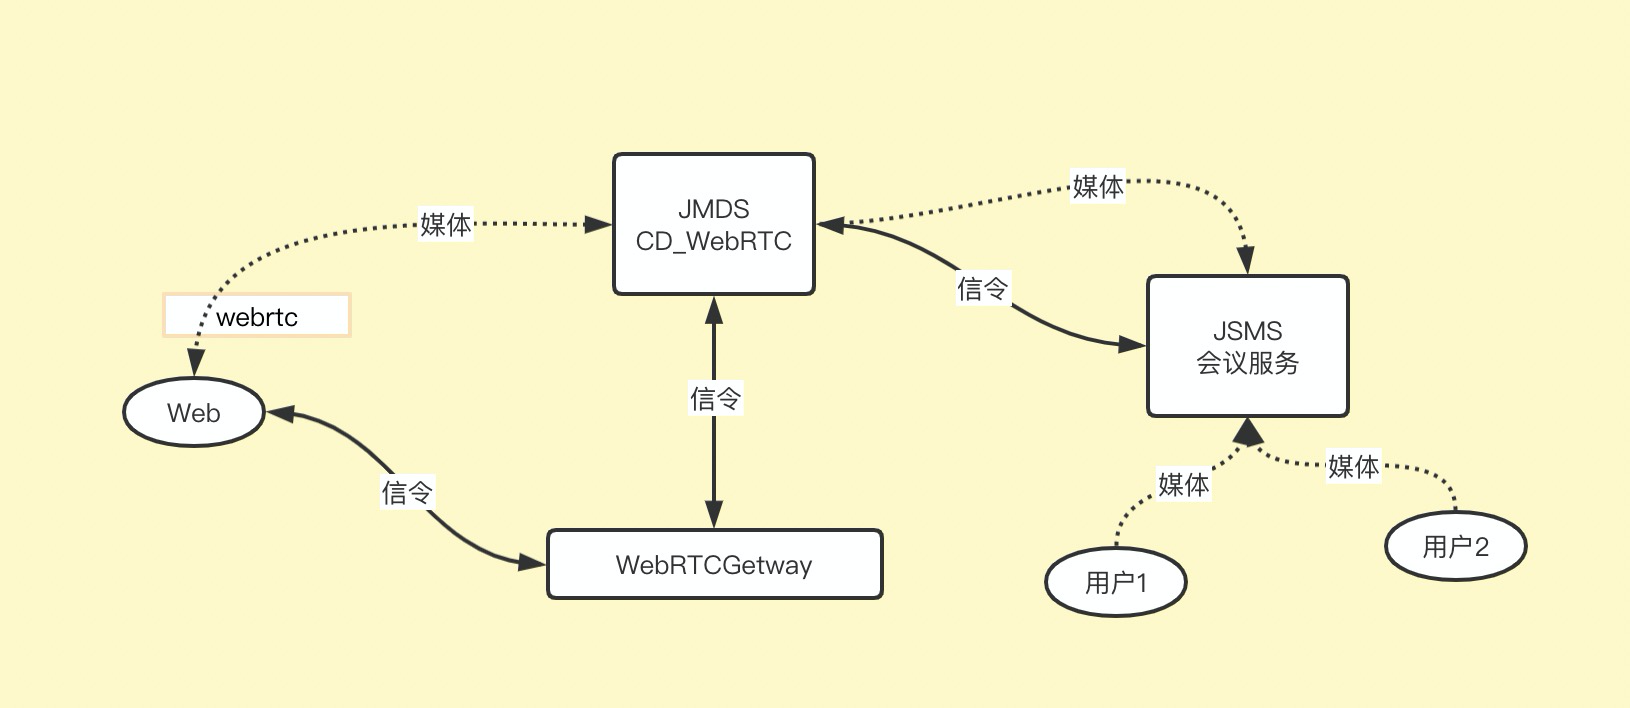 JMDS
CD_WebRTC
媒体
媒体
webrtc
信令
JSMS
会议服务
信令
Web
信令
媒体
媒体
WebRTCGetway
用户1
用户2